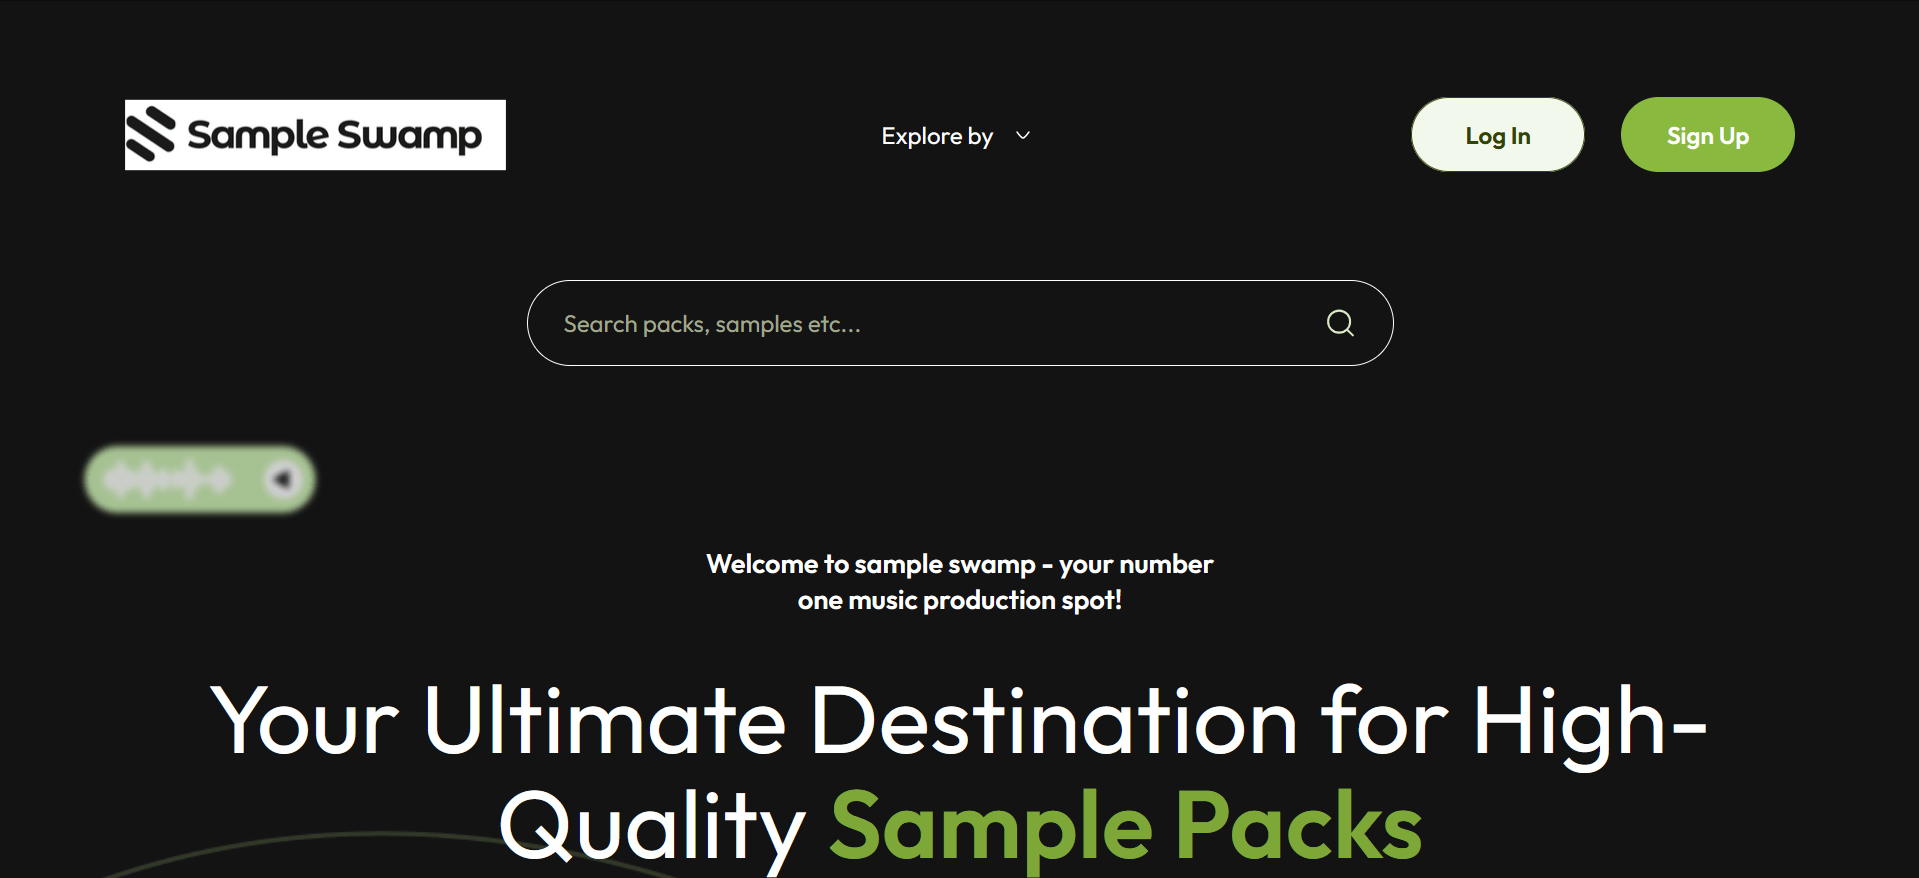 Sample Swamp
Explore by
Log In
Sign Up
Search packs, samples etc...
Welcome to sample swamp - your number
one music production spot!
Your Ultimate Destination for High-
Quality Sample Packs